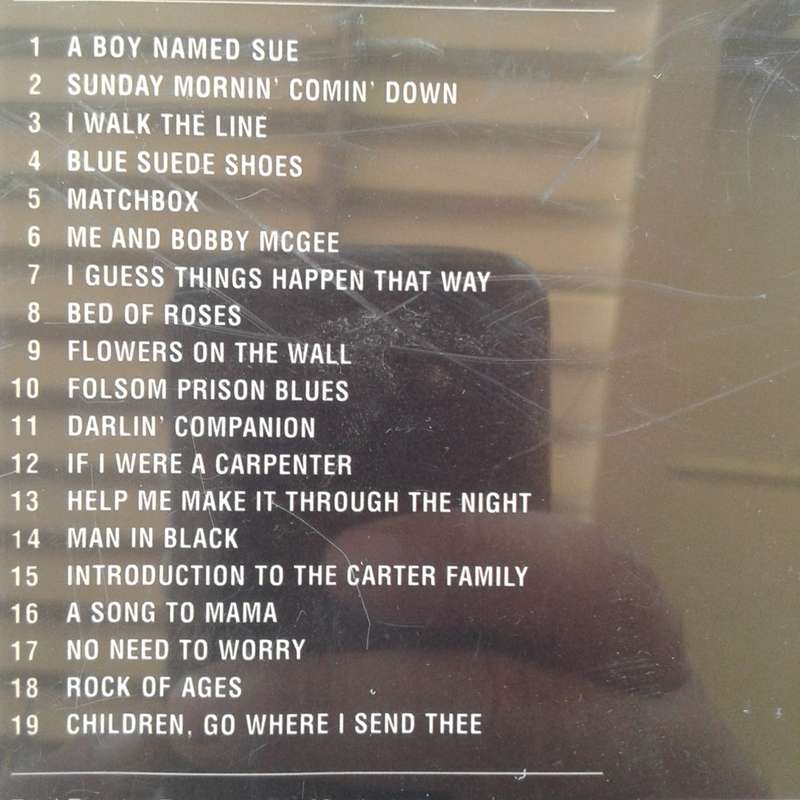 1 A BOY NAMED SUE
2 SUNDAY MORNIN' COMIN' DOWN
3 I WALK THE LINE
4 BLUE SUEDE SHOES
5 MATCHBOX
6 ME AND BOBBY MCGEE
7 I GUESS THINGS HAPPEN THAT WAY
8 BED OF ROSES
9 FLOWERS ON THE WALL
10 FOLSOM PRISON BLUES
11 DARLIN' COMPANION
12 IF I WERE A CARPENTER
13 HELP ME MAKE IT THROUGH THE NIGHT
14 MAN IN BLACK
15 INTRODUCTION TO THE CARTER FAMILY
16 A SONG TO MAMA
17 NO NEED TO WORRY
18 ROCK OF AGES
19 CHILDREN, GO WHERE I SEND THEE